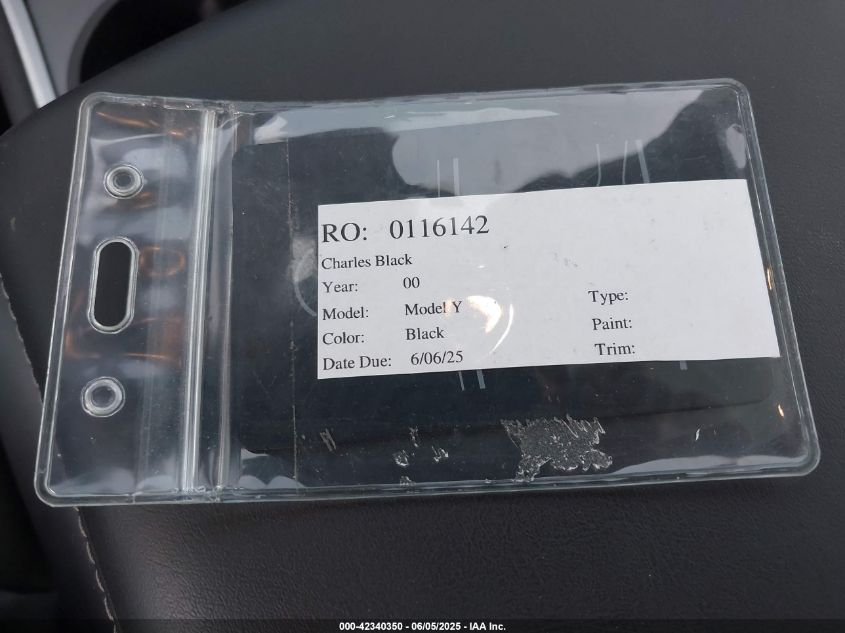 RO: 0116142
Charles Black
Year: 00
Model: Model Y
Type:
Color: Black
Paint:
Date Due: 6/06/25
Trim:
000-42340350 - 06/05/2025 - IAA Inc.